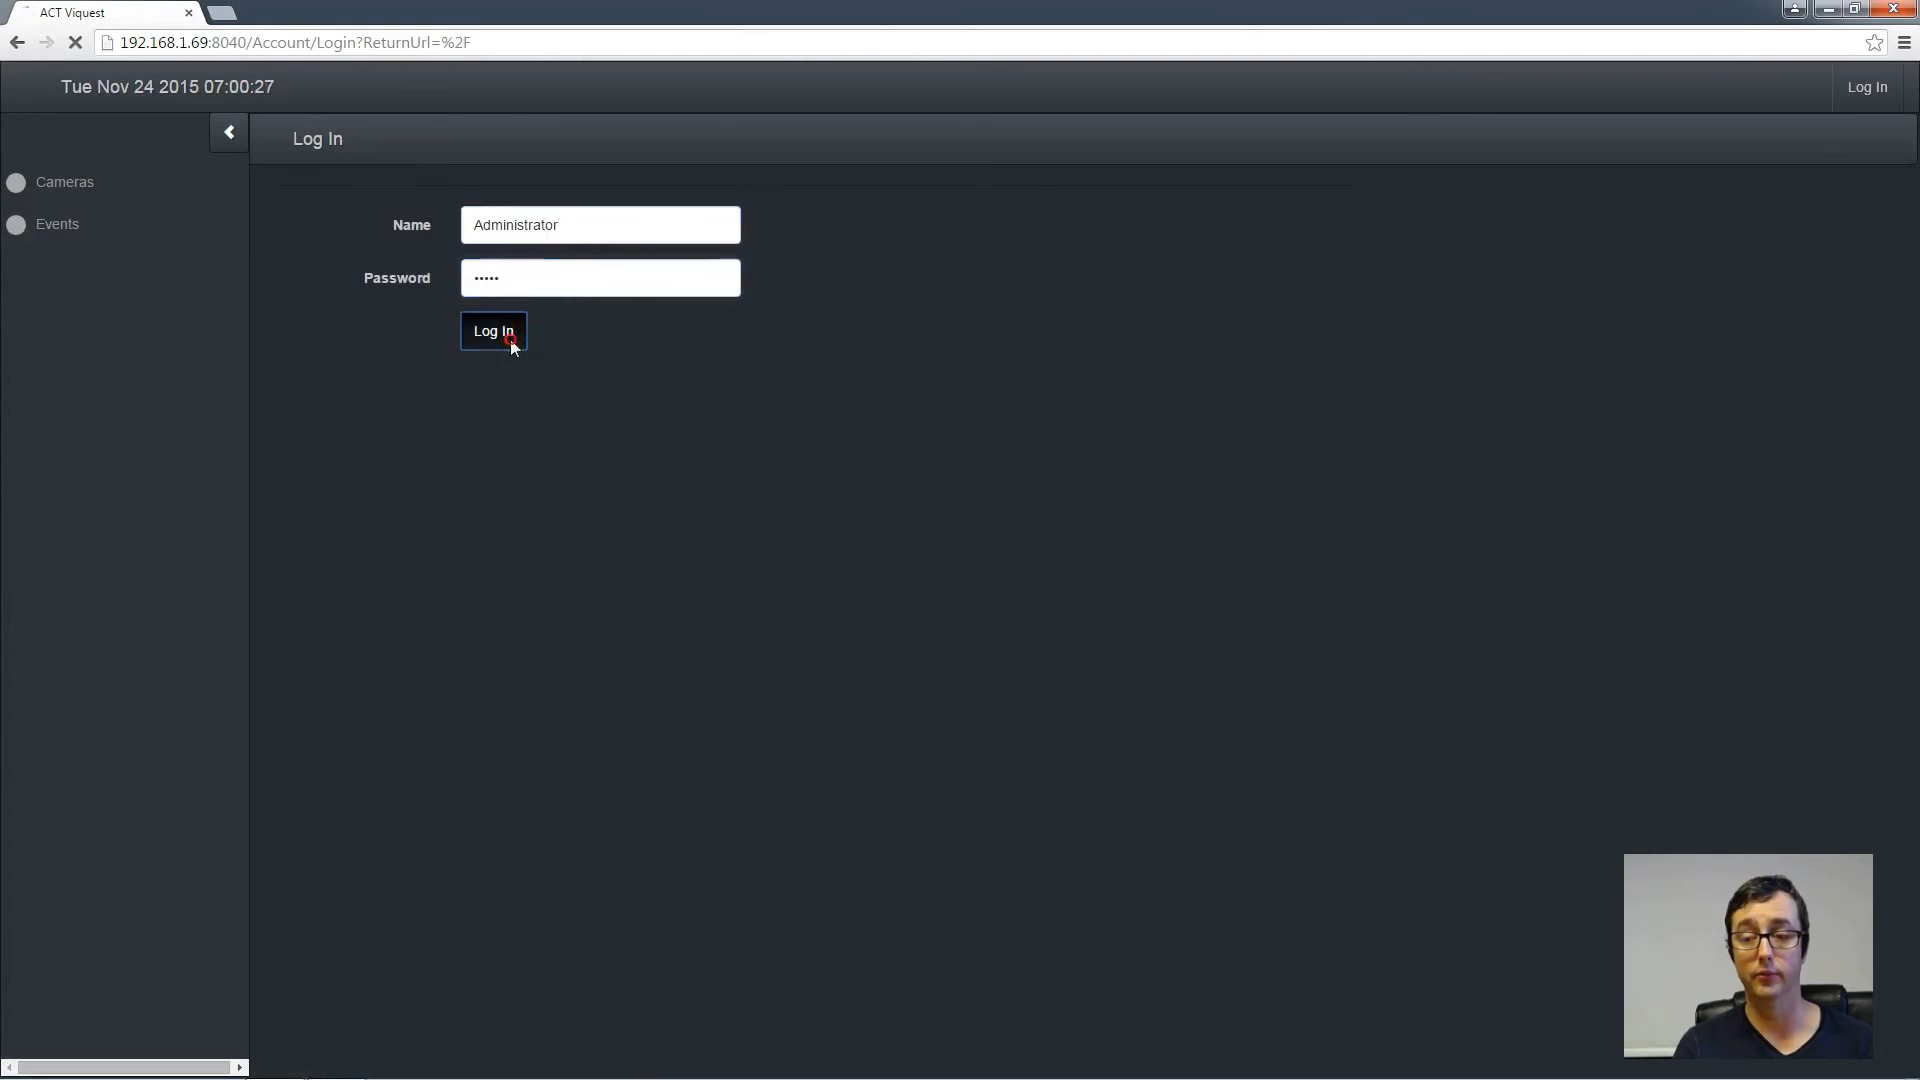 ACT Viquest
192.168.1.69:8040/Account/Login?ReturnUrl=%2F
Tue Nov 24 2015 07:00:27
Log In
Log In
Cameras
Events
Name
Administrator
Password
•••••
Log In